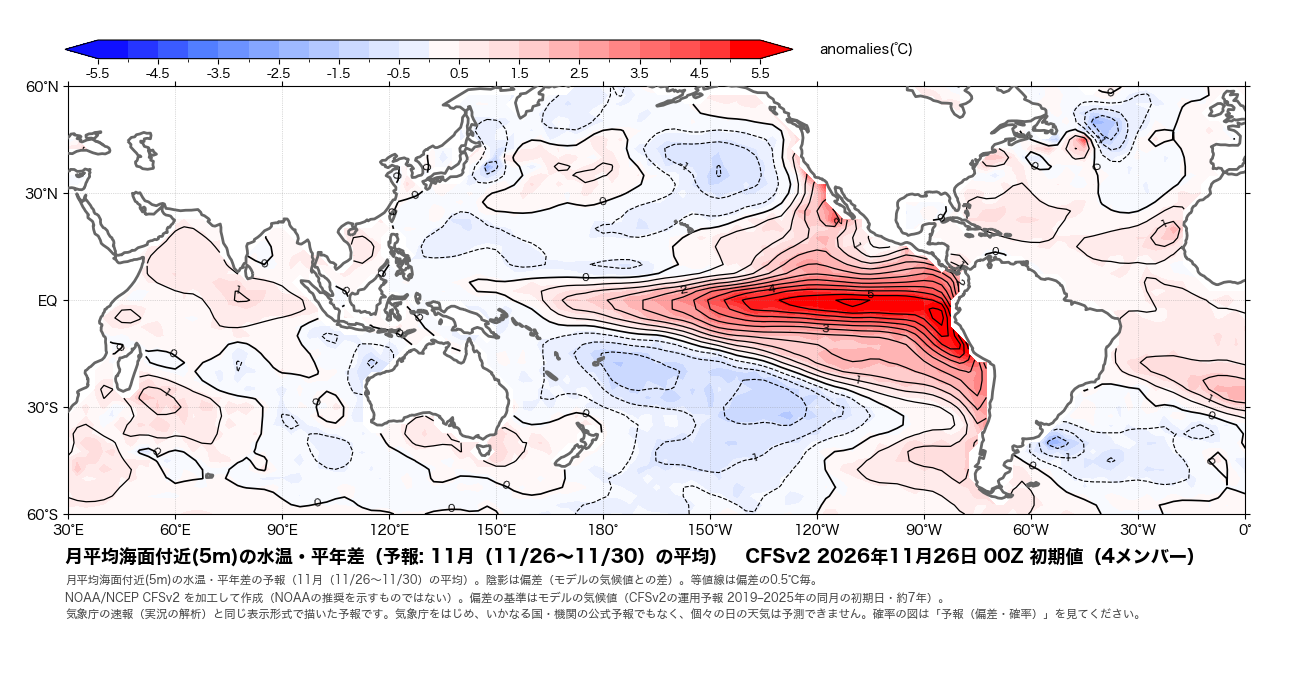 anomalies(℃)
-5.5 -4.5 -3.5 -2.5 -1.5 -0.5 0.5 1.5 2.5 3.5 4.5 5.5
60°N
30°N
EQ
30°S
60°S
30°E 60°E 90°E 120°E 150°E 180° 150°W 120°W 90°W 60°W 30°W 0°
月平均海面付近(5m)の水温・平年差（予報: 11月（11/26～11/30）の平均） CFSv2 2026年11月26日 00Z 初期値（4メンバー）
月平均海面付近(5m)の水温・平年差の予報（11月（11/26～11/30）の平均）。陰影は偏差（モデルの気候値との差）。等値線は偏差の0.5℃毎。
NOAA/NCEP CFSv2 を加工して作成（NOAAの推奨を示すものではない）。偏差の基準はモデルの気候値（CFSv2の運用予報 2019–2025年の同月の初期日・約7年）。
気象庁の速報（実況の解析）と同じ表示形式で描いた予報です。気象庁をはじめ、いかなる国・機関の公式予報でもなく、個々の日の天気は予測できません。確率の図は「予報（偏差・確率）」を見てください。